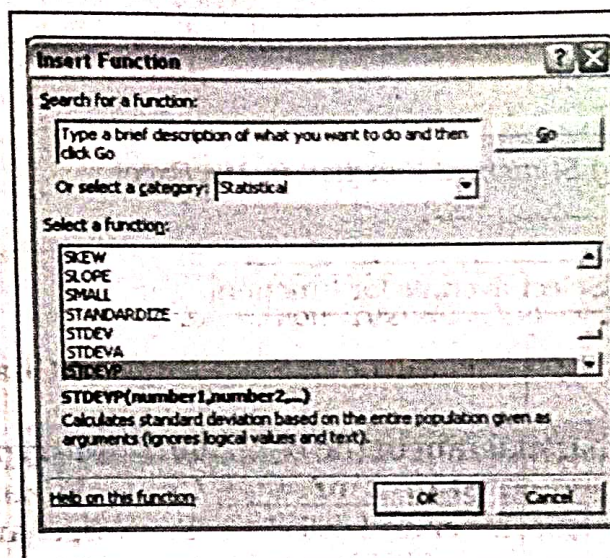 Insert Function ? X
Search for a function:
Type a brief description of what you want to do and then
click Go
Go
Or select a category: Statistical
Select a function:
SKEW
SLOPE
SMALL
STANDARDIZE
STDEV
STDEVA
STDEVP
STDEVP(number1,number2,...)
Calculates standard deviation based on the entire population given as
arguments (ignores logical values and text).
Help on this function
OK
Cancel